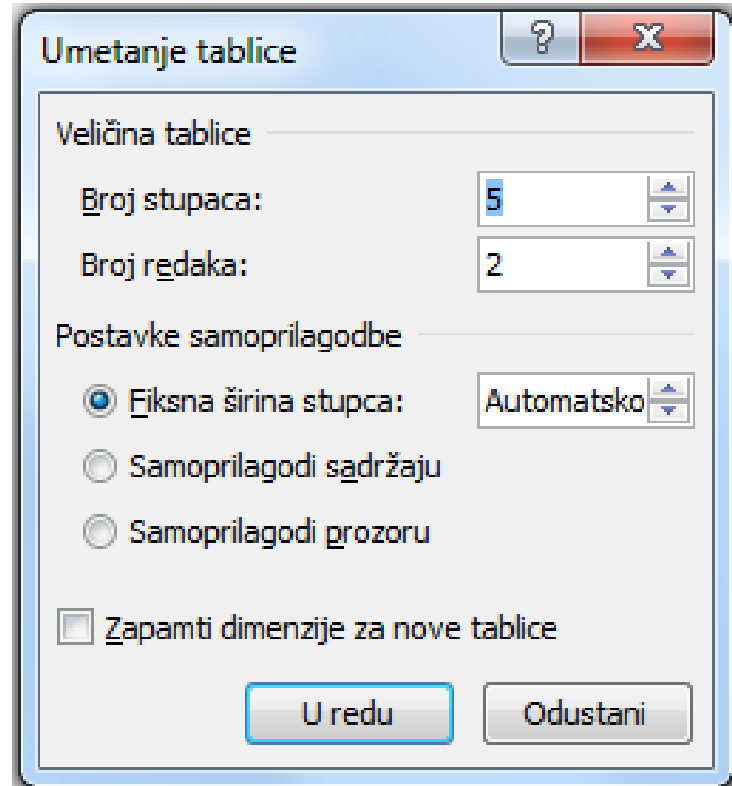 Umetanje tablice
Veličina tablice
Broj stupaca: 5
Broj redaka: 2
Postavke samoprilagodbe
Fiksna širina stupca: Automatsko
Samoprilagodi sadržaju
Samoprilagodi prozoru
Zapamti dimenzije za nove tablice
U redu Odustani